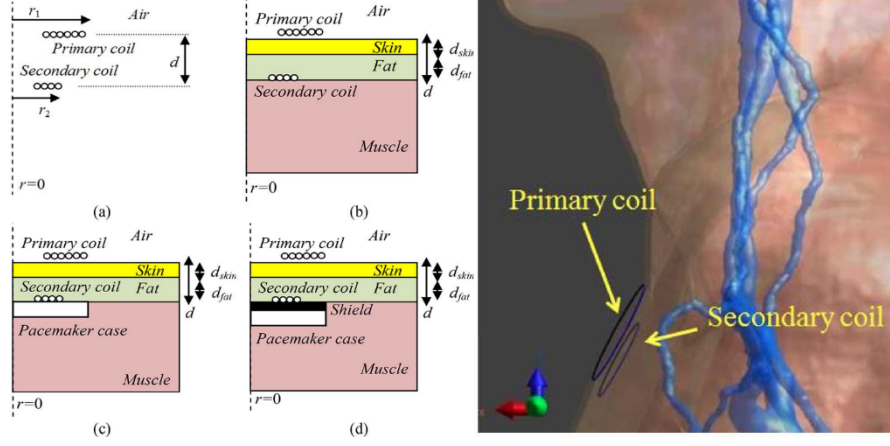 r1
Air
Primary coil
Secondary coil
d
r2
r=0
(a)
Primary coil
Air
Skin
dskin
Fat
dfat
Secondary coil
d
Muscle
r=0
(b)
Primary coil
Air
Skin
dskin
Secondary coil
Fat
dfat
d
Pacemaker case
Muscle
r=0
(c)
Primary coil
Air
Skin
dskin
Secondary coil
Fat
dfat
Shield
d
Pacemaker case
Muscle
r=0
(d)
Primary coil
Secondary coil